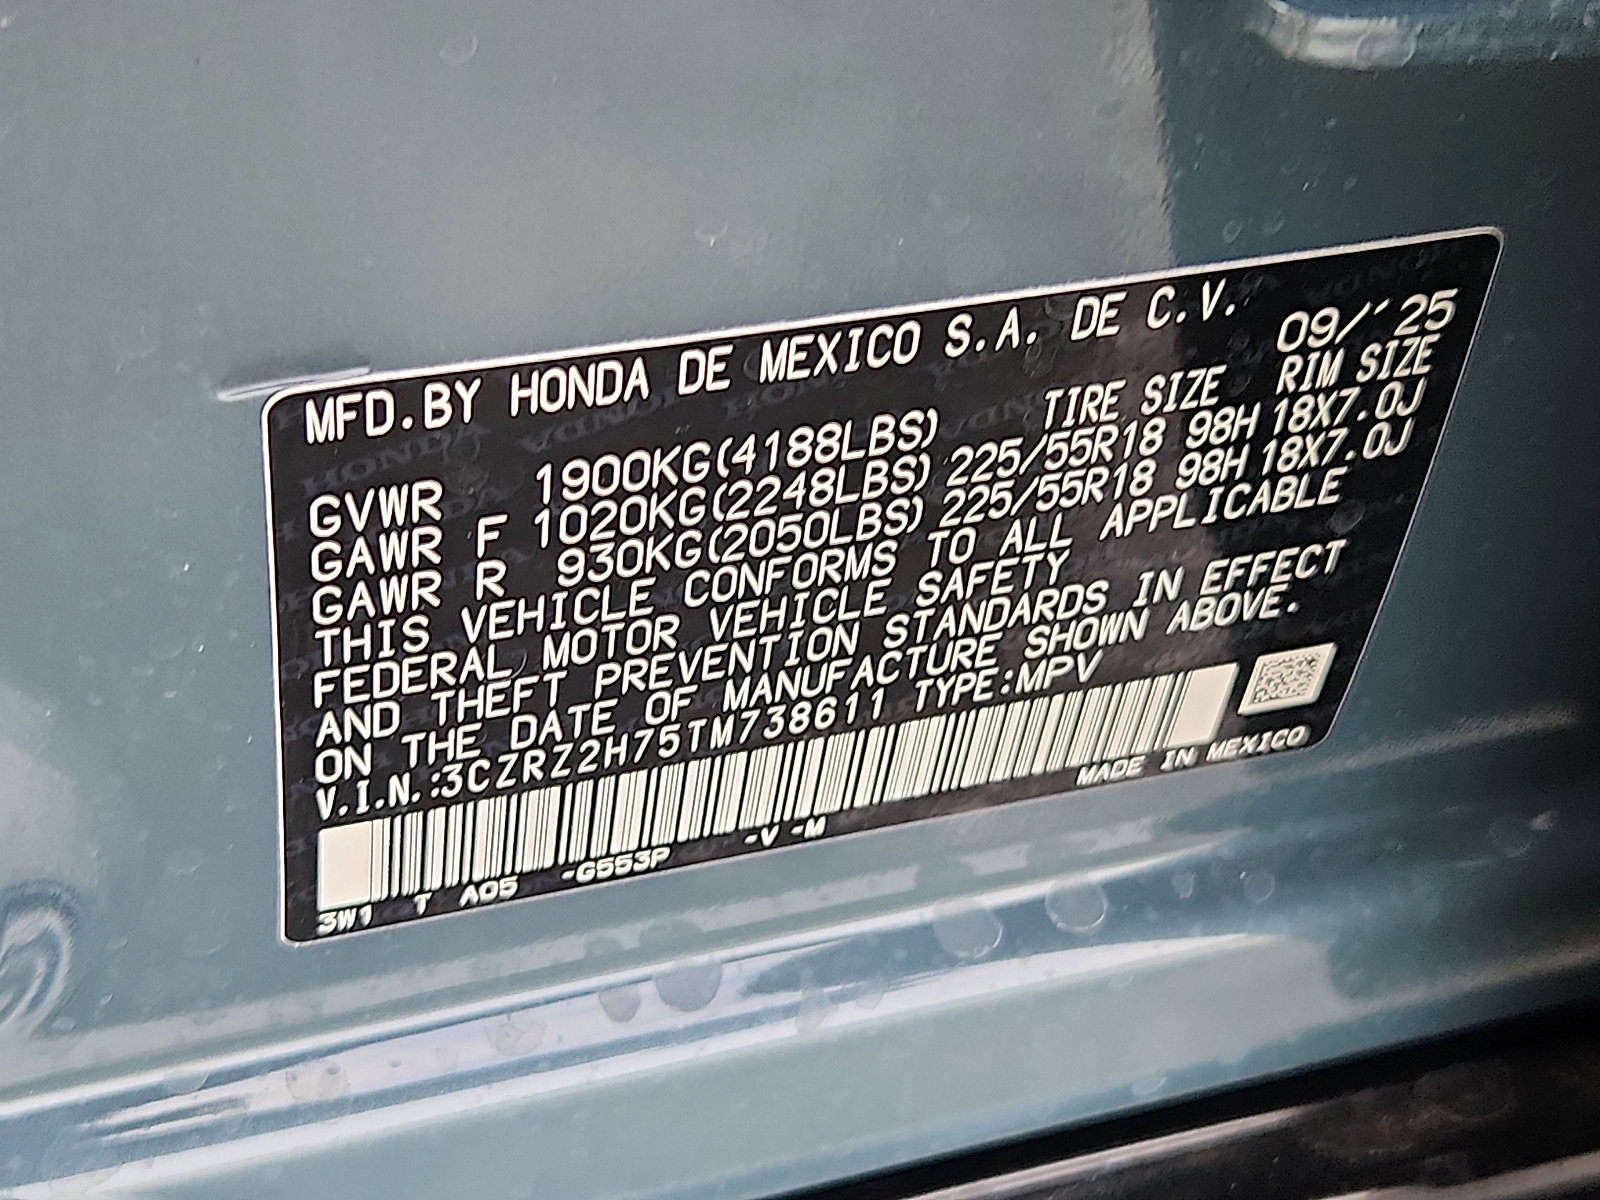 MFD.BY HONDA DE MEXICO S.A. DE C.V. 09/'25
TIRE SIZE RIM SIZE
GVWR 1900KG(4188LBS)
GAWR F 1020KG(2248LBS) 225/55R18 98H 18X7.0J
GAWR R 930KG(2050LBS) 225/55R18 98H 18X7.0J
THIS VEHICLE CONFORMS TO ALL APPLICABLE
FEDERAL MOTOR VEHICLE SAFETY
AND THEFT PREVENTION STANDARDS IN EFFECT
ON THE DATE OF MANUFACTURE SHOWN ABOVE.
V.I.N.:3CZRZ2H75TM738611 TYPE:MPV
MADE IN MEXICO
3W1 T A05 -G553P -V -M